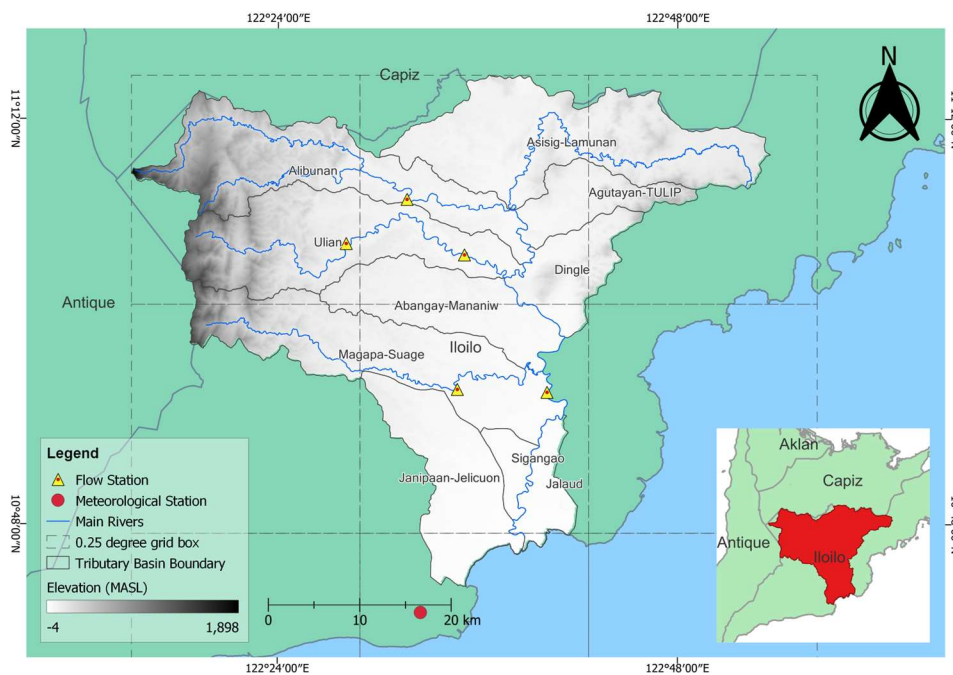 122°24'00"E
122°48'00"E
Capiz
N
11°12'00"N
Asisig-Lamunan
Alibunan
Agutayan-TULIP
Ulian
Dingle
Antique
Abangay-Mananiw
Iloilo
Magapa-Suage
Legend
Flow Station
Meteorological Station
Main Rivers
0.25 degree grid box
Tributary Basin Boundary
Elevation (MASL)
-4
1,898
Sigangao
Janipaan-Jelicuon
Jalaud
10°48'00"N
0
10
20 km
Aklan
Capiz
Antique
Iloilo
122°24'00"E
122°48'00"E